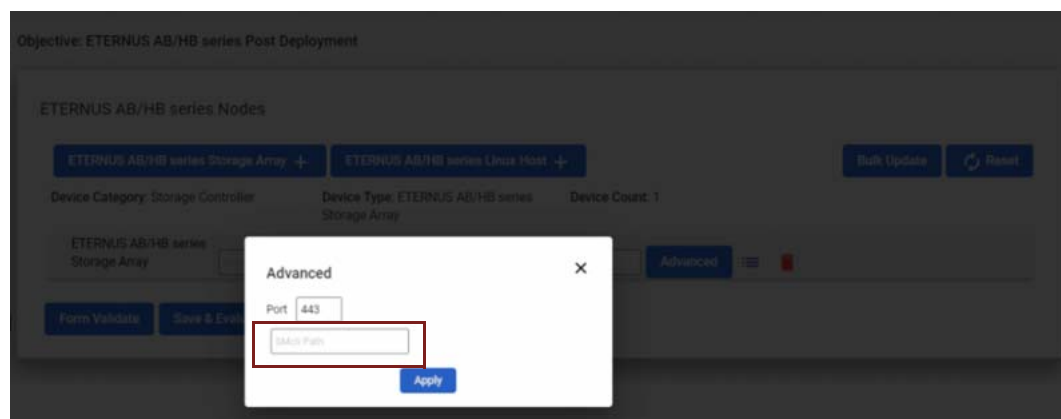 Objective: ETERNUS AB/HB series Post Deployment
ETERNUS AB/HB series Nodes
ETERNUS AB/HB series Storage Array +
ETERNUS AB/HB series Linux Host +
Bulk Update
Reset
Device Category: Storage Controller
Device Type: ETERNUS AB/HB series
Storage Array
Device Count: 1
ETERNUS AB/HB series
Storage Array
Advanced
Advanced
Port 443
SMcli Path
Apply
Form Validate
Save &